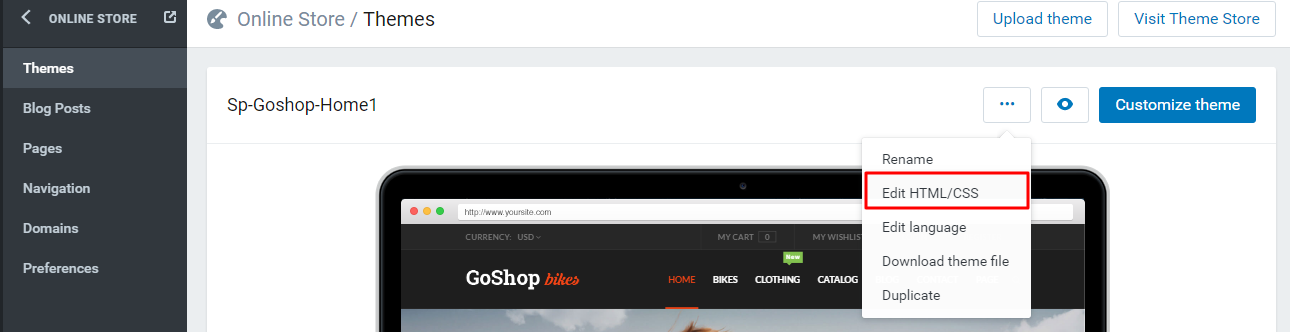 ONLINE STORE
Online Store / Themes
Upload theme
Visit Theme Store
Themes
Blog Posts
Pages
Navigation
Domains
Preferences
Sp-Goshop-Home1
Customize theme
Rename
Edit HTML/CSS
Edit language
Download theme file
Duplicate
http://www.yoursite.com
CURRENCY: USD
MY CART 0
MY WISHLIST
New
GoShop bikes
HOME BIKES CLOTHING CATALOG